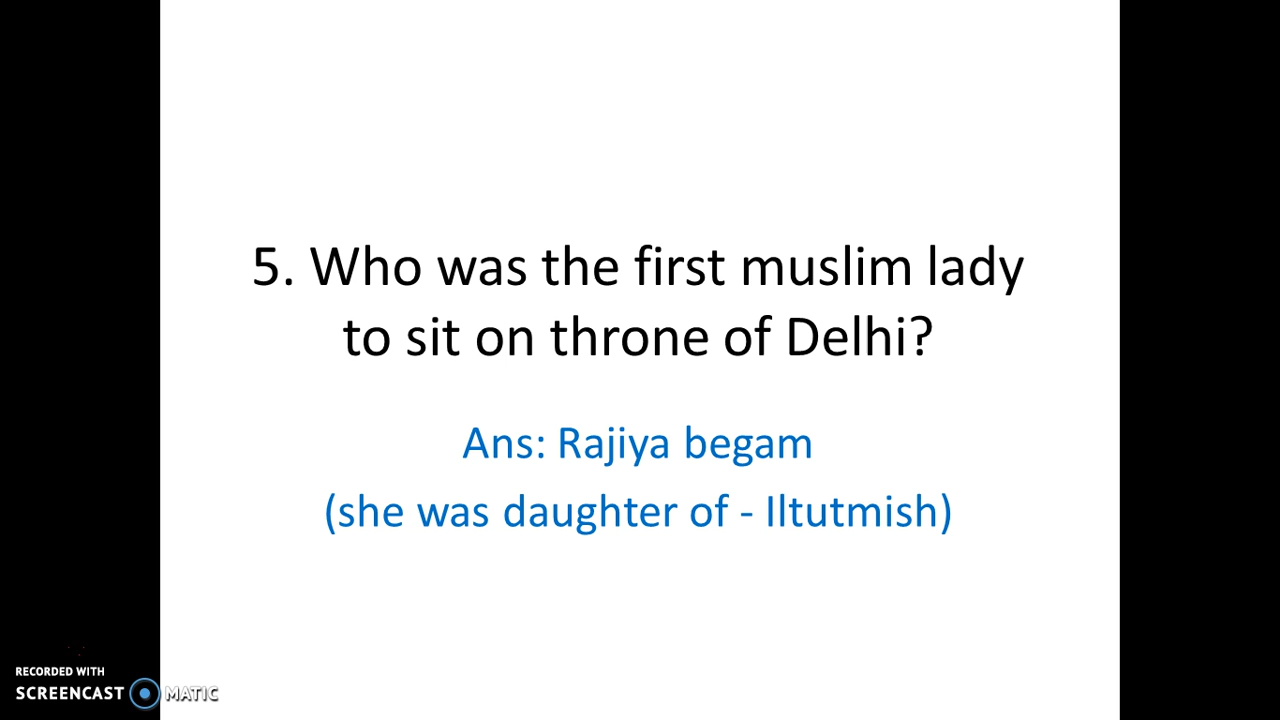 5. Who was the first muslim lady
to sit on throne of Delhi?
Ans: Rajiya begam
(she was daughter of - Iltutmish)
RECORDED WITH
SCREENCAST MATIC